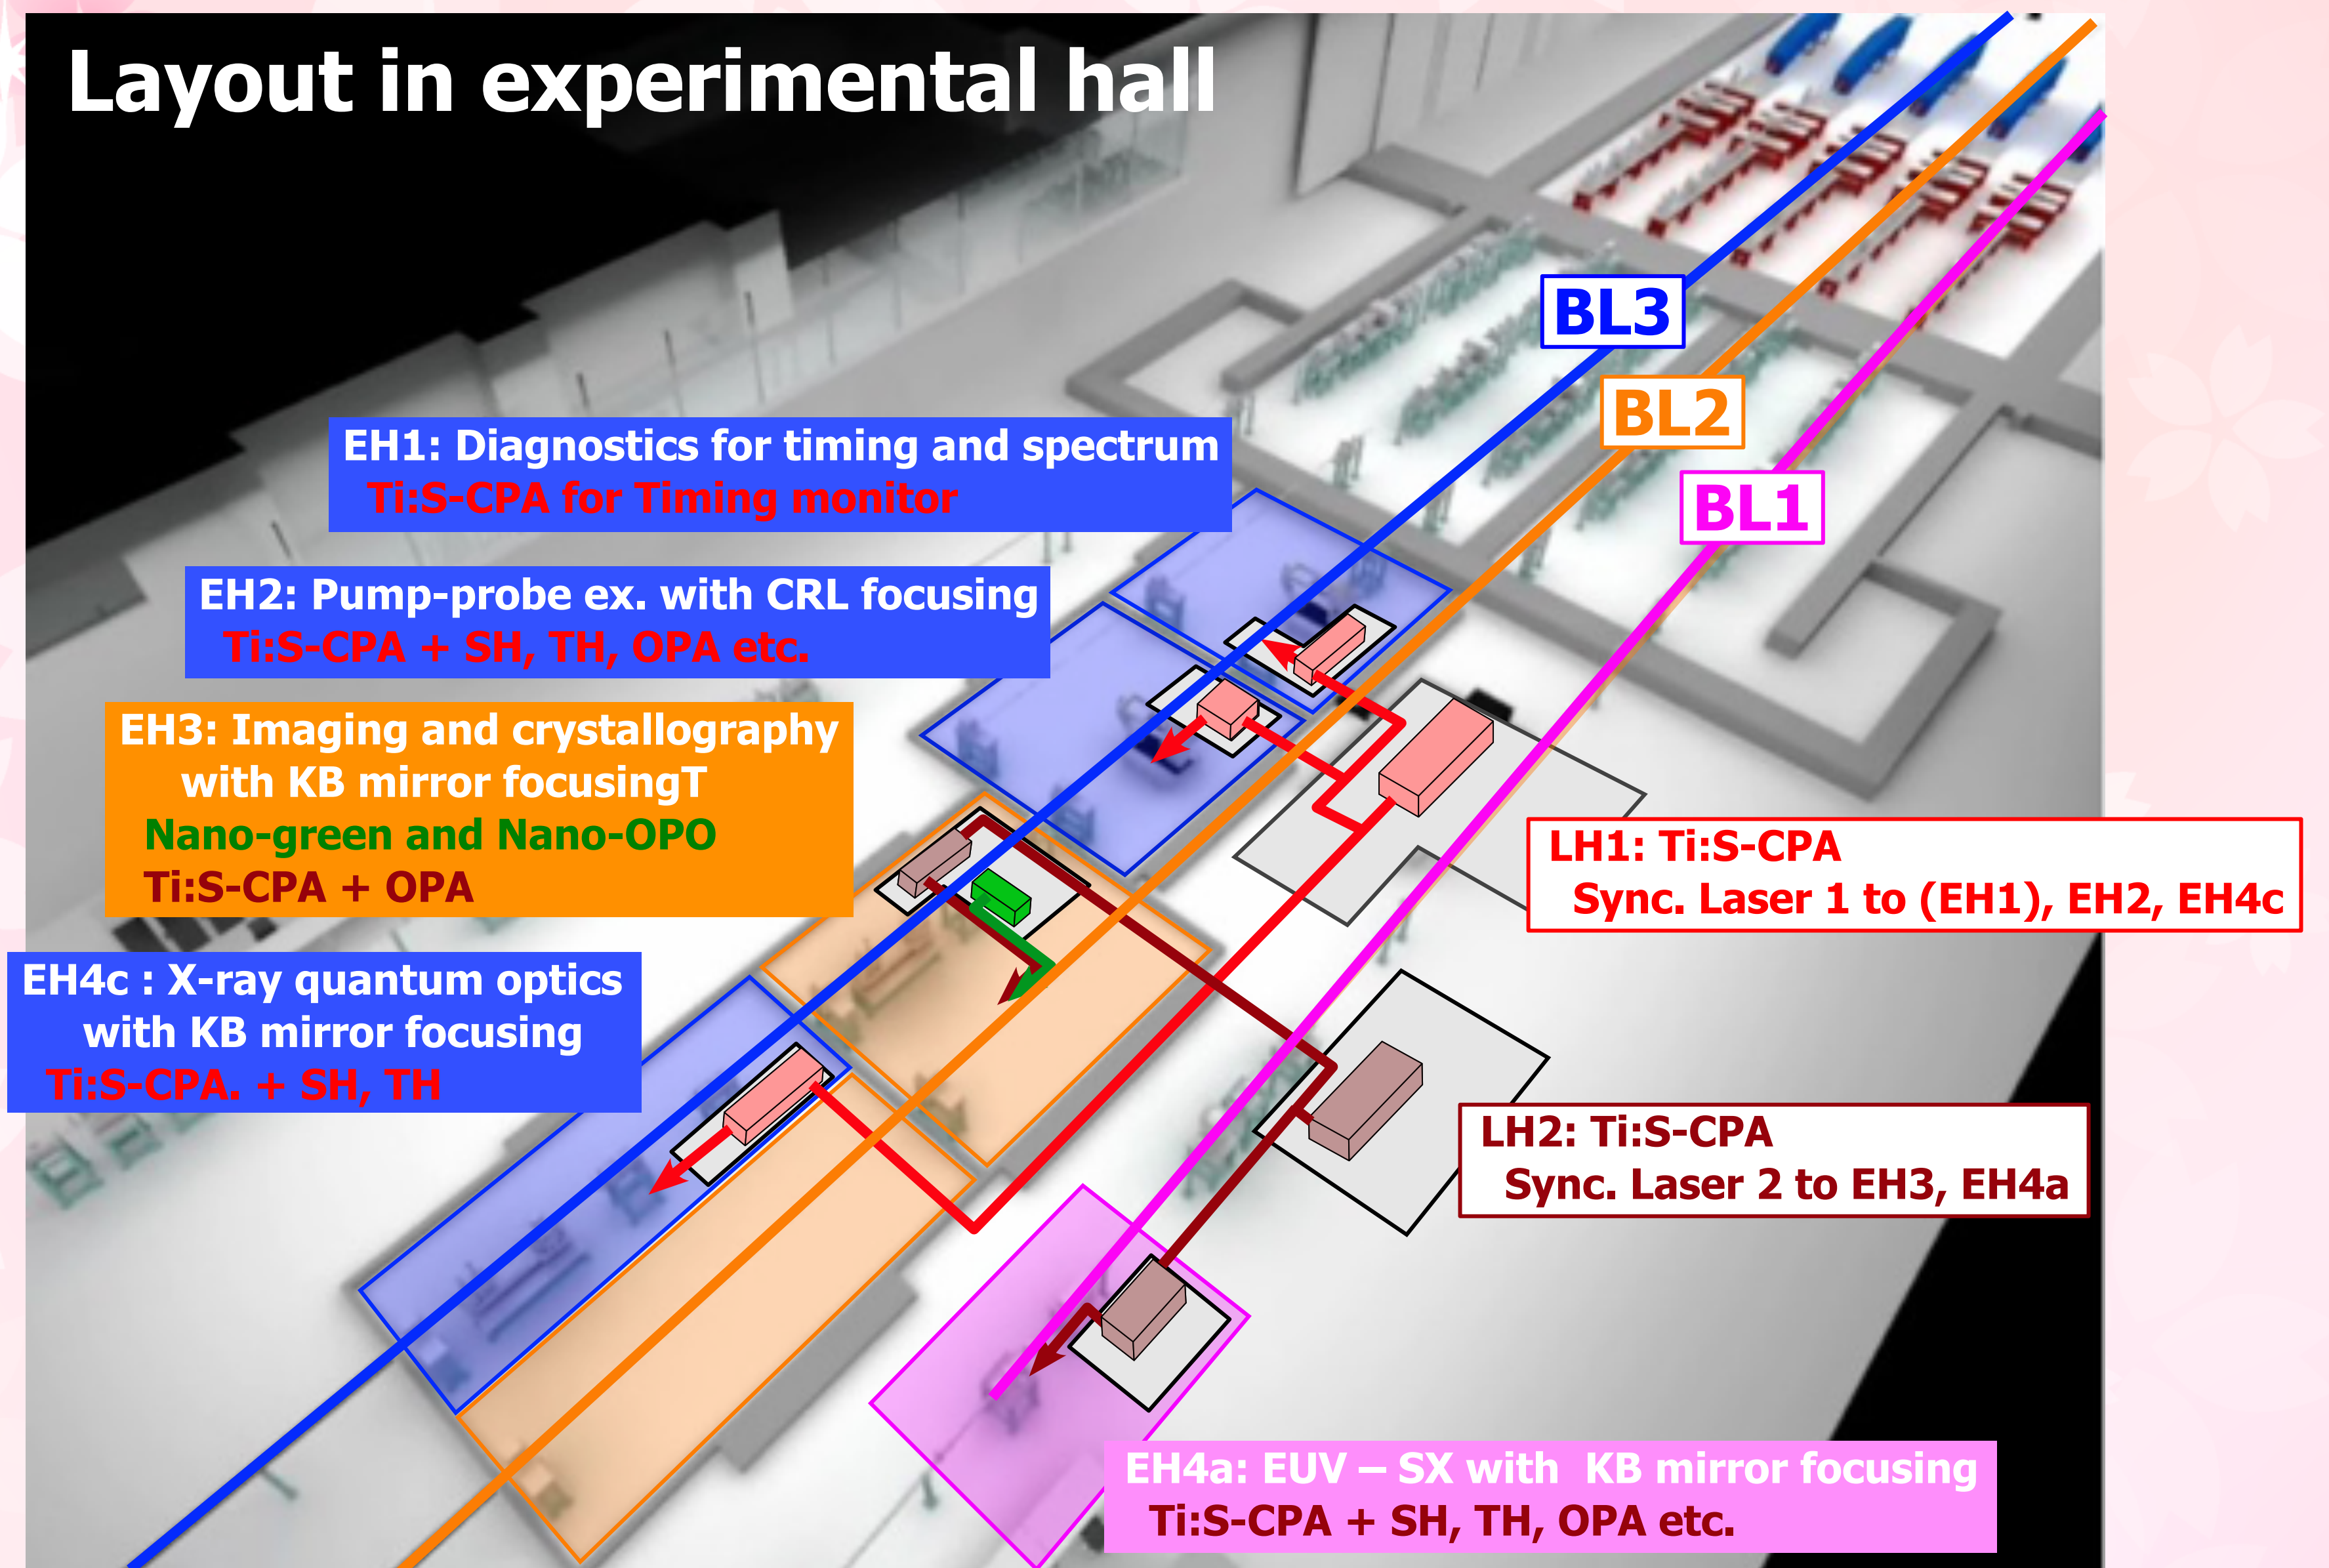 Layout in experimental hall
BL3
BL2
BL1
EH1: Diagnostics for timing and spectrum
Ti:S-CPA for Timing monitor
EH2: Pump-probe ex. with CRL focusing
Ti:S-CPA + SH, TH, OPA etc.
EH3: Imaging and crystallography
with KB mirror focusingT
Nano-green and Nano-OPO
Ti:S-CPA + OPA
LH1: Ti:S-CPA
Sync. Laser 1 to (EH1), EH2, EH4c
EH4c : X-ray quantum optics
with KB mirror focusing
Ti:S-CPA. + SH, TH
LH2: Ti:S-CPA
Sync. Laser 2 to EH3, EH4a
EH4a: EUV – SX with  KB mirror focusing
Ti:S-CPA + SH, TH, OPA etc.